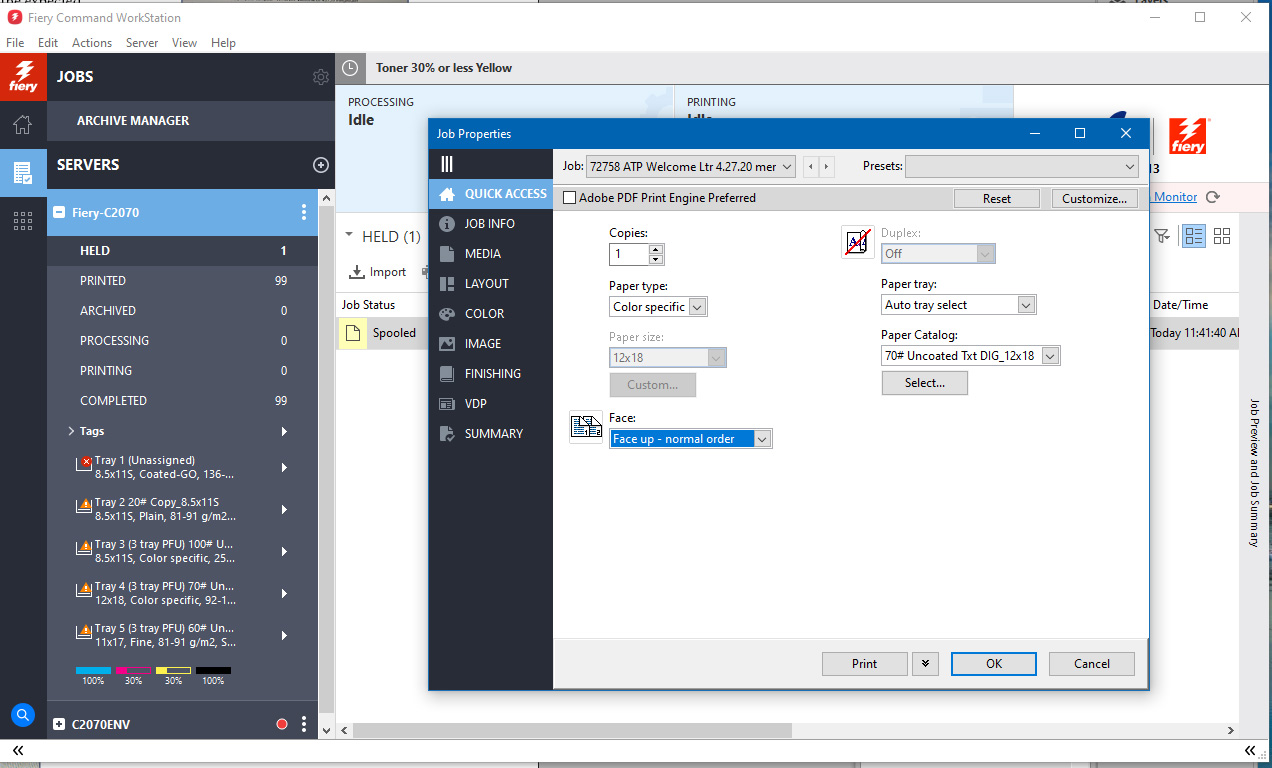 Fiery Command WorkStation
File Edit Actions Server View Help
fiery
JOBS
Toner 30% or less Yellow
ARCHIVE MANAGER
PROCESSING
Idle
PRINTING
SERVERS
fiery
13
Monitor
Fiery-C2070
HELD 1
PRINTED 99
ARCHIVED 0
PROCESSING 0
PRINTING 0
COMPLETED 99
Tags
Tray 1 (Unassigned)
8.5x11S, Coated-GO, 136-...
Tray 2 20# Copy_8.5x11S
8.5x11S, Plain, 81-91 g/m2...
Tray 3 (3 tray PFU) 100# U...
8.5x11S, Color specific, 25...
Tray 4 (3 tray PFU) 70# Un...
12x18, Color specific, 92-1...
Tray 5 (3 tray PFU) 60# Un...
11x17, Fine, 81-91 g/m2, S...
100% 30% 30% 100%
C2070ENV
HELD (1)
Import
Job Status
Date/Time
Spooled
Today 11:41:40 A
Job Preview and Job Summary
Job Properties
Job: 72758 ATP Welcome Ltr 4.27.20 mer
Presets:
QUICK ACCESS
JOB INFO
MEDIA
LAYOUT
COLOR
IMAGE
FINISHING
VDP
SUMMARY
Adobe PDF Print Engine Preferred
Reset
Customize...
Copies:
1
Duplex:
Off
Paper type:
Color specific
Paper tray:
Auto tray select
Paper size:
12x18
Custom...
Paper Catalog:
70# Uncoated Txt DIG_12x18
Select...
Face:
Face up - normal order
Print
OK
Cancel